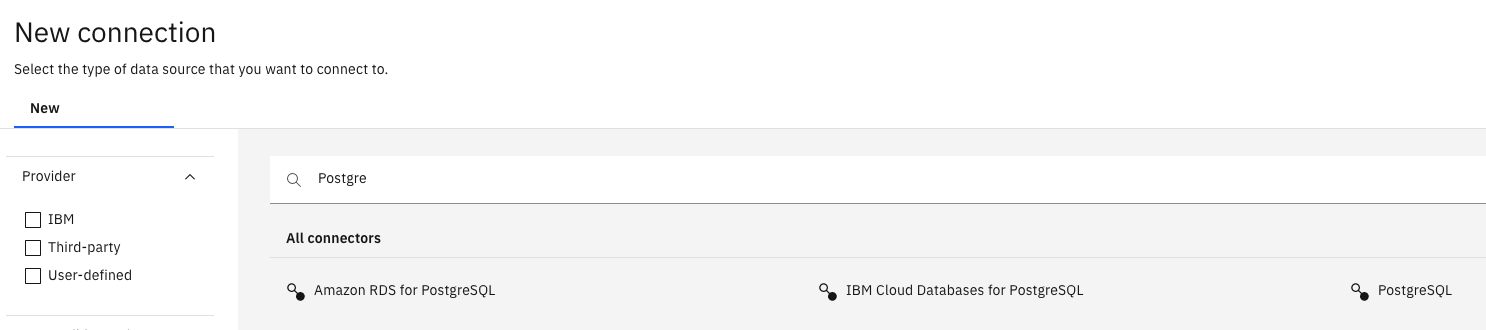 New connection
Select the type of data source that you want to connect to.
New
Provider
IBM
Third-party
User-defined
Postgre
All connectors
Amazon RDS for PostgreSQL
IBM Cloud Databases for PostgreSQL
PostgreSQL